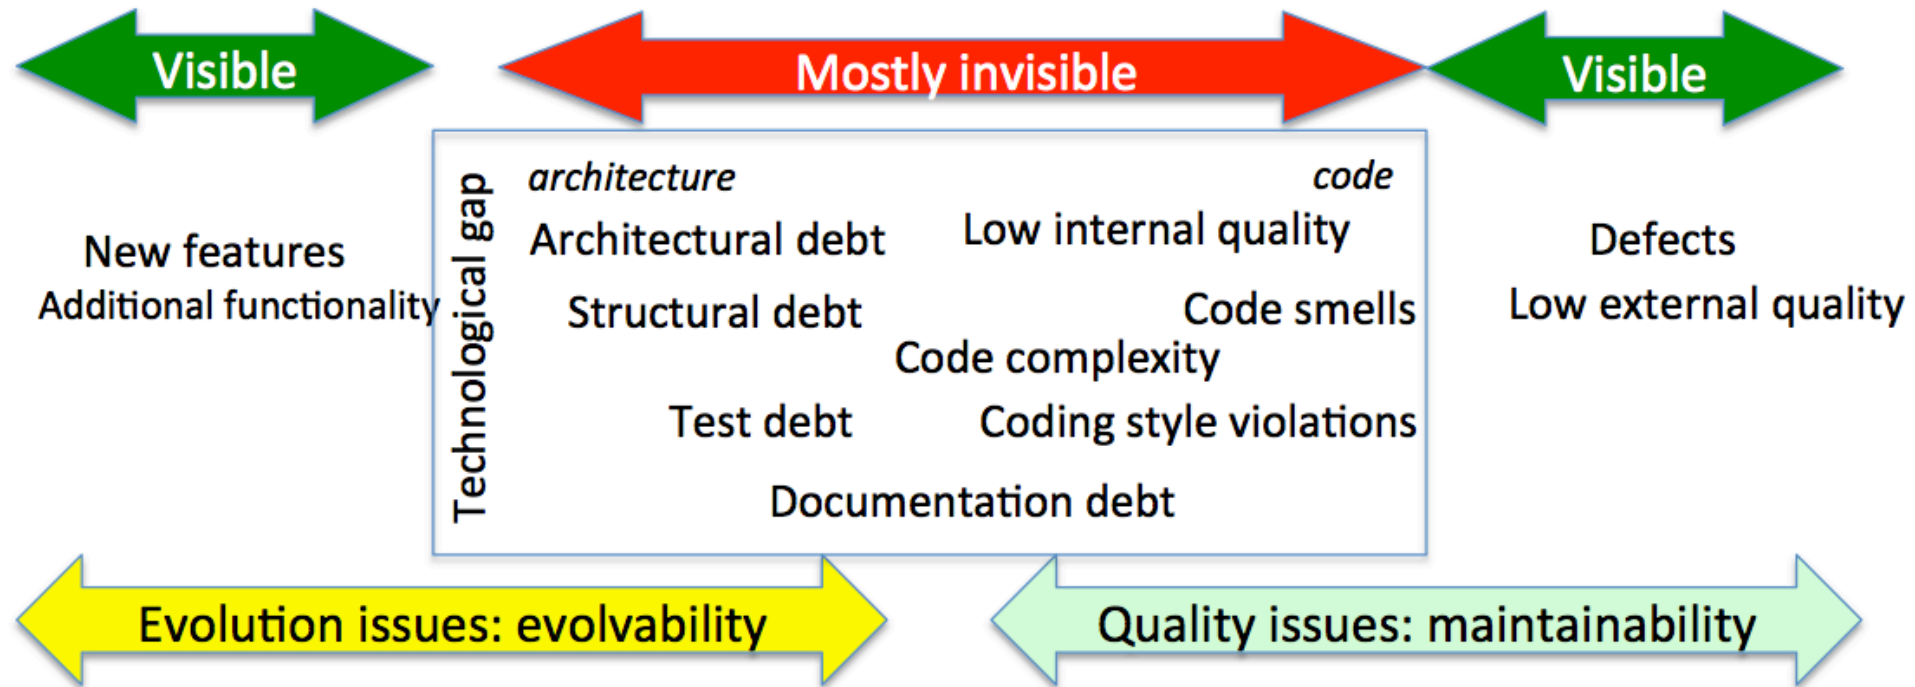 Visible
Mostly invisible
Visible
Technological gap
architecture
code
Architectural debt
Low internal quality
New features
Additional functionality
Structural debt
Code smells
Code complexity
Test debt
Coding style violations
Documentation debt
Defects
Low external quality
Evolution issues: evolvability
Quality issues: maintainability